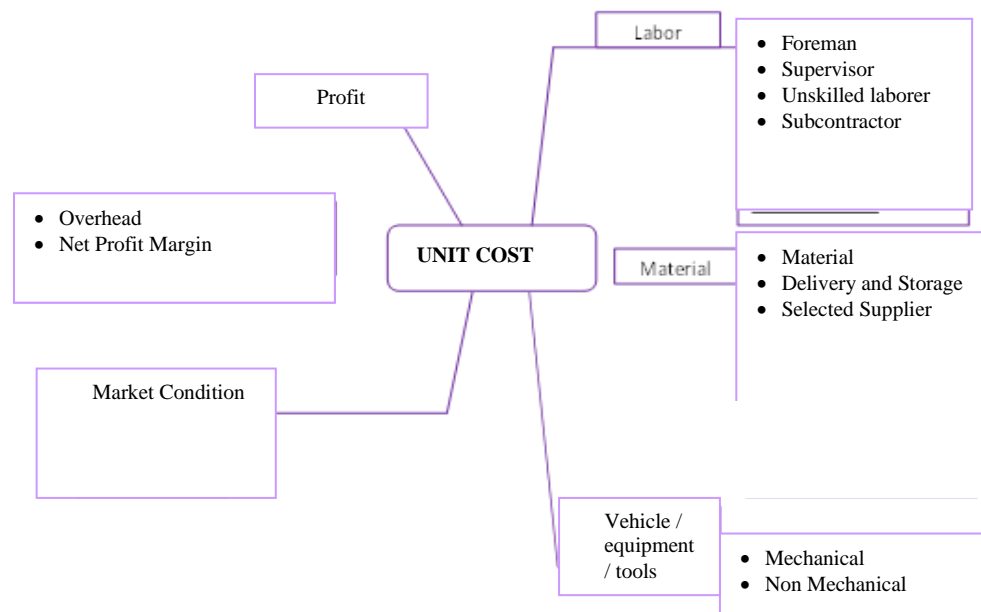 Labor
Foreman
Supervisor
Unskilled laborer
Subcontractor
Profit
Overhead
Net Profit Margin
UNIT COST
Material
Material
Delivery and Storage
Selected Supplier
Market Condition
Vehicle /
equipment
/ tools
Mechanical
Non Mechanical